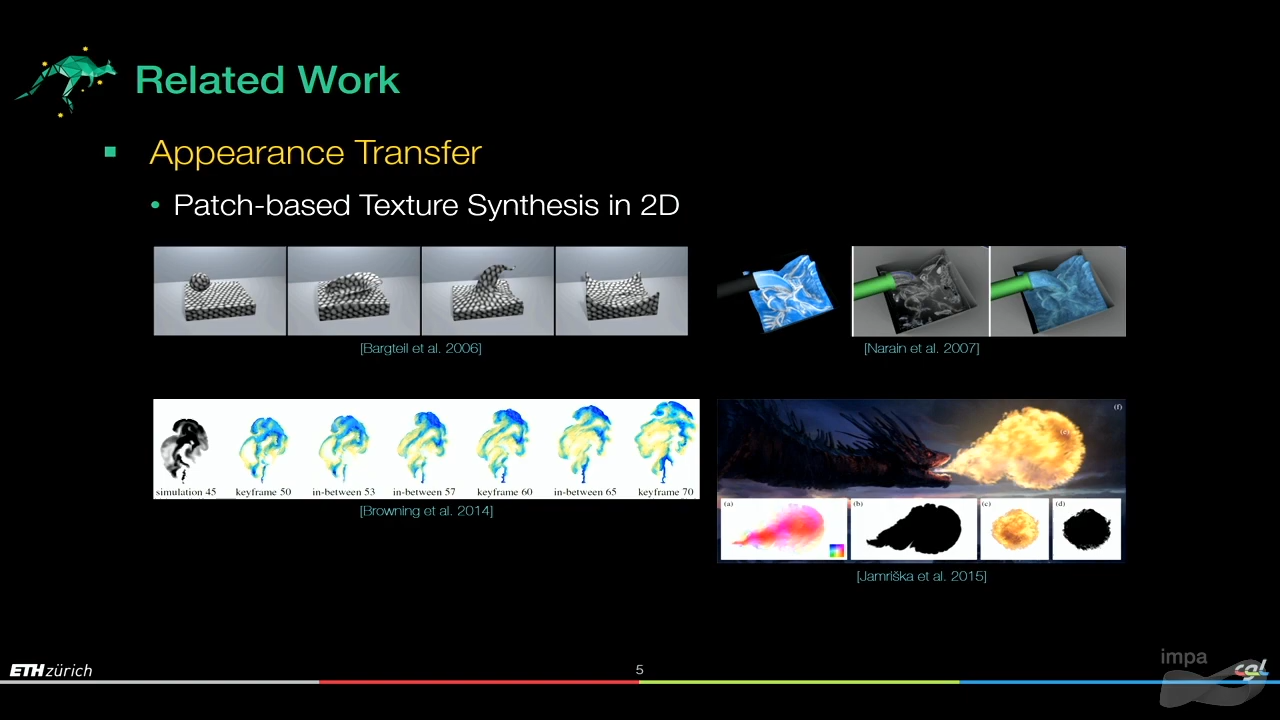 Related Work
Appearance Transfer
Patch-based Texture Synthesis in 2D
[Bargteil et al. 2006]
[Narain et al. 2007]
simulation 45
keyframe 50
in-between 53
in-between 57
keyframe 60
in-between 65
keyframe 70
[Browning et al. 2014]
(f)
(e)
(a)
(b)
(c)
(d)
[Jamriška et al. 2015]
ETH zürich
5
impa
cgl